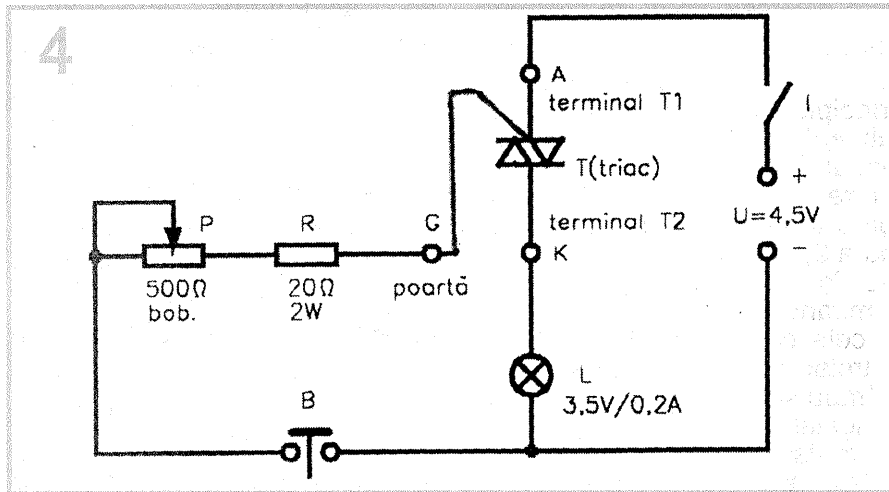 4
A
terminal T1
I
T(triac)
+
P
R
G
terminal T2
U=4,5V
K
-
500Ω
20Ω
poartă
bob.
2W
L
B
3,5V/0,2A